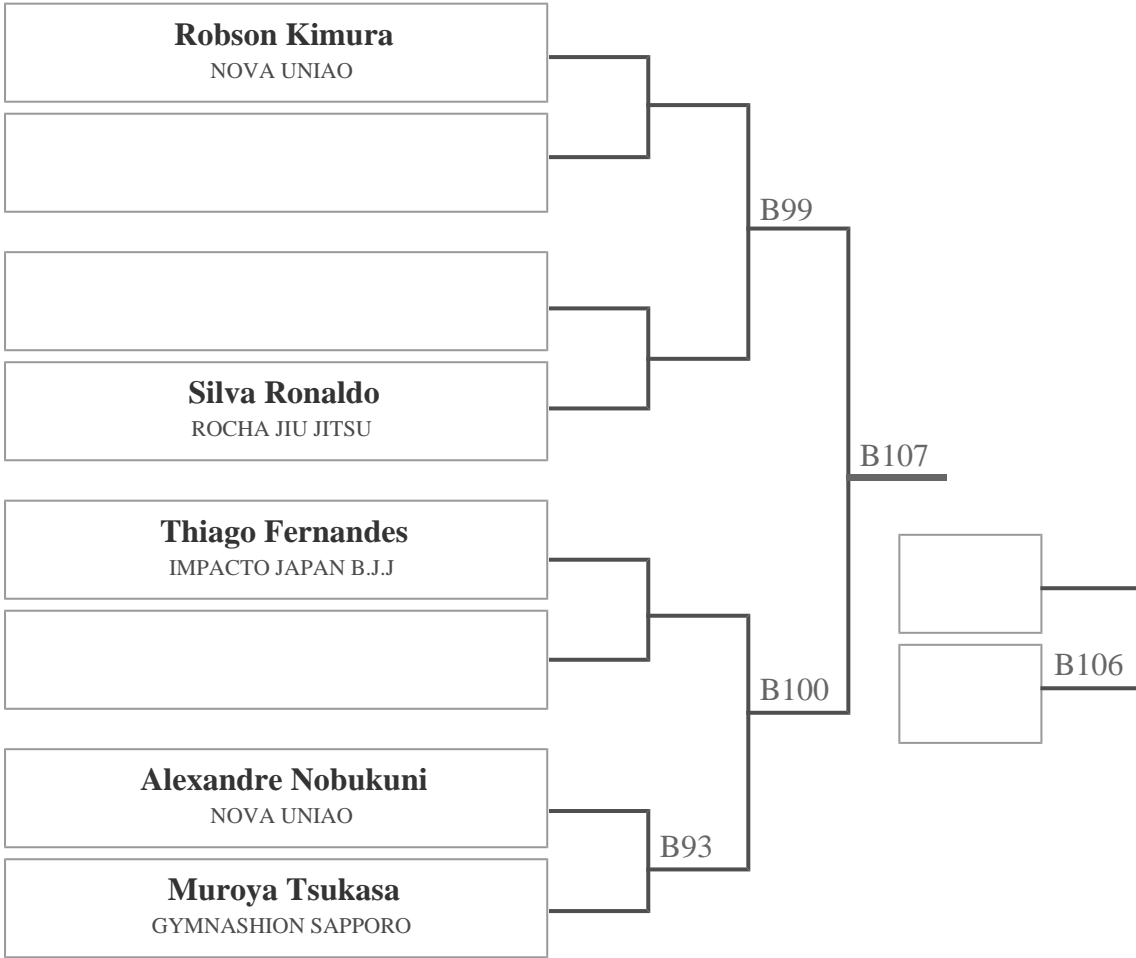 Robson Kimura
NOVA UNIAO
B99
Silva Ronaldo
ROCHA JIU JITSU
B107
Thiago Fernandes
IMPACTO JAPAN B.J.J
B106
B100
Alexandre Nobukuni
NOVA UNIAO
B93
Muroya Tsukasa
GYMNASHION SAPPORO